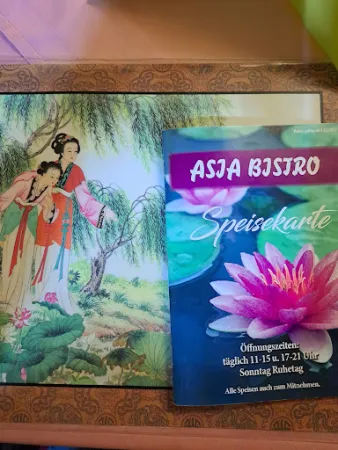 ASIA BISTRO
Speisekarte
Öffnungszeiten:
täglich 11-15 u. 17-21 Uhr
Sonntag Ruhetag
Alle Speisen auch zum Mitnehmen.